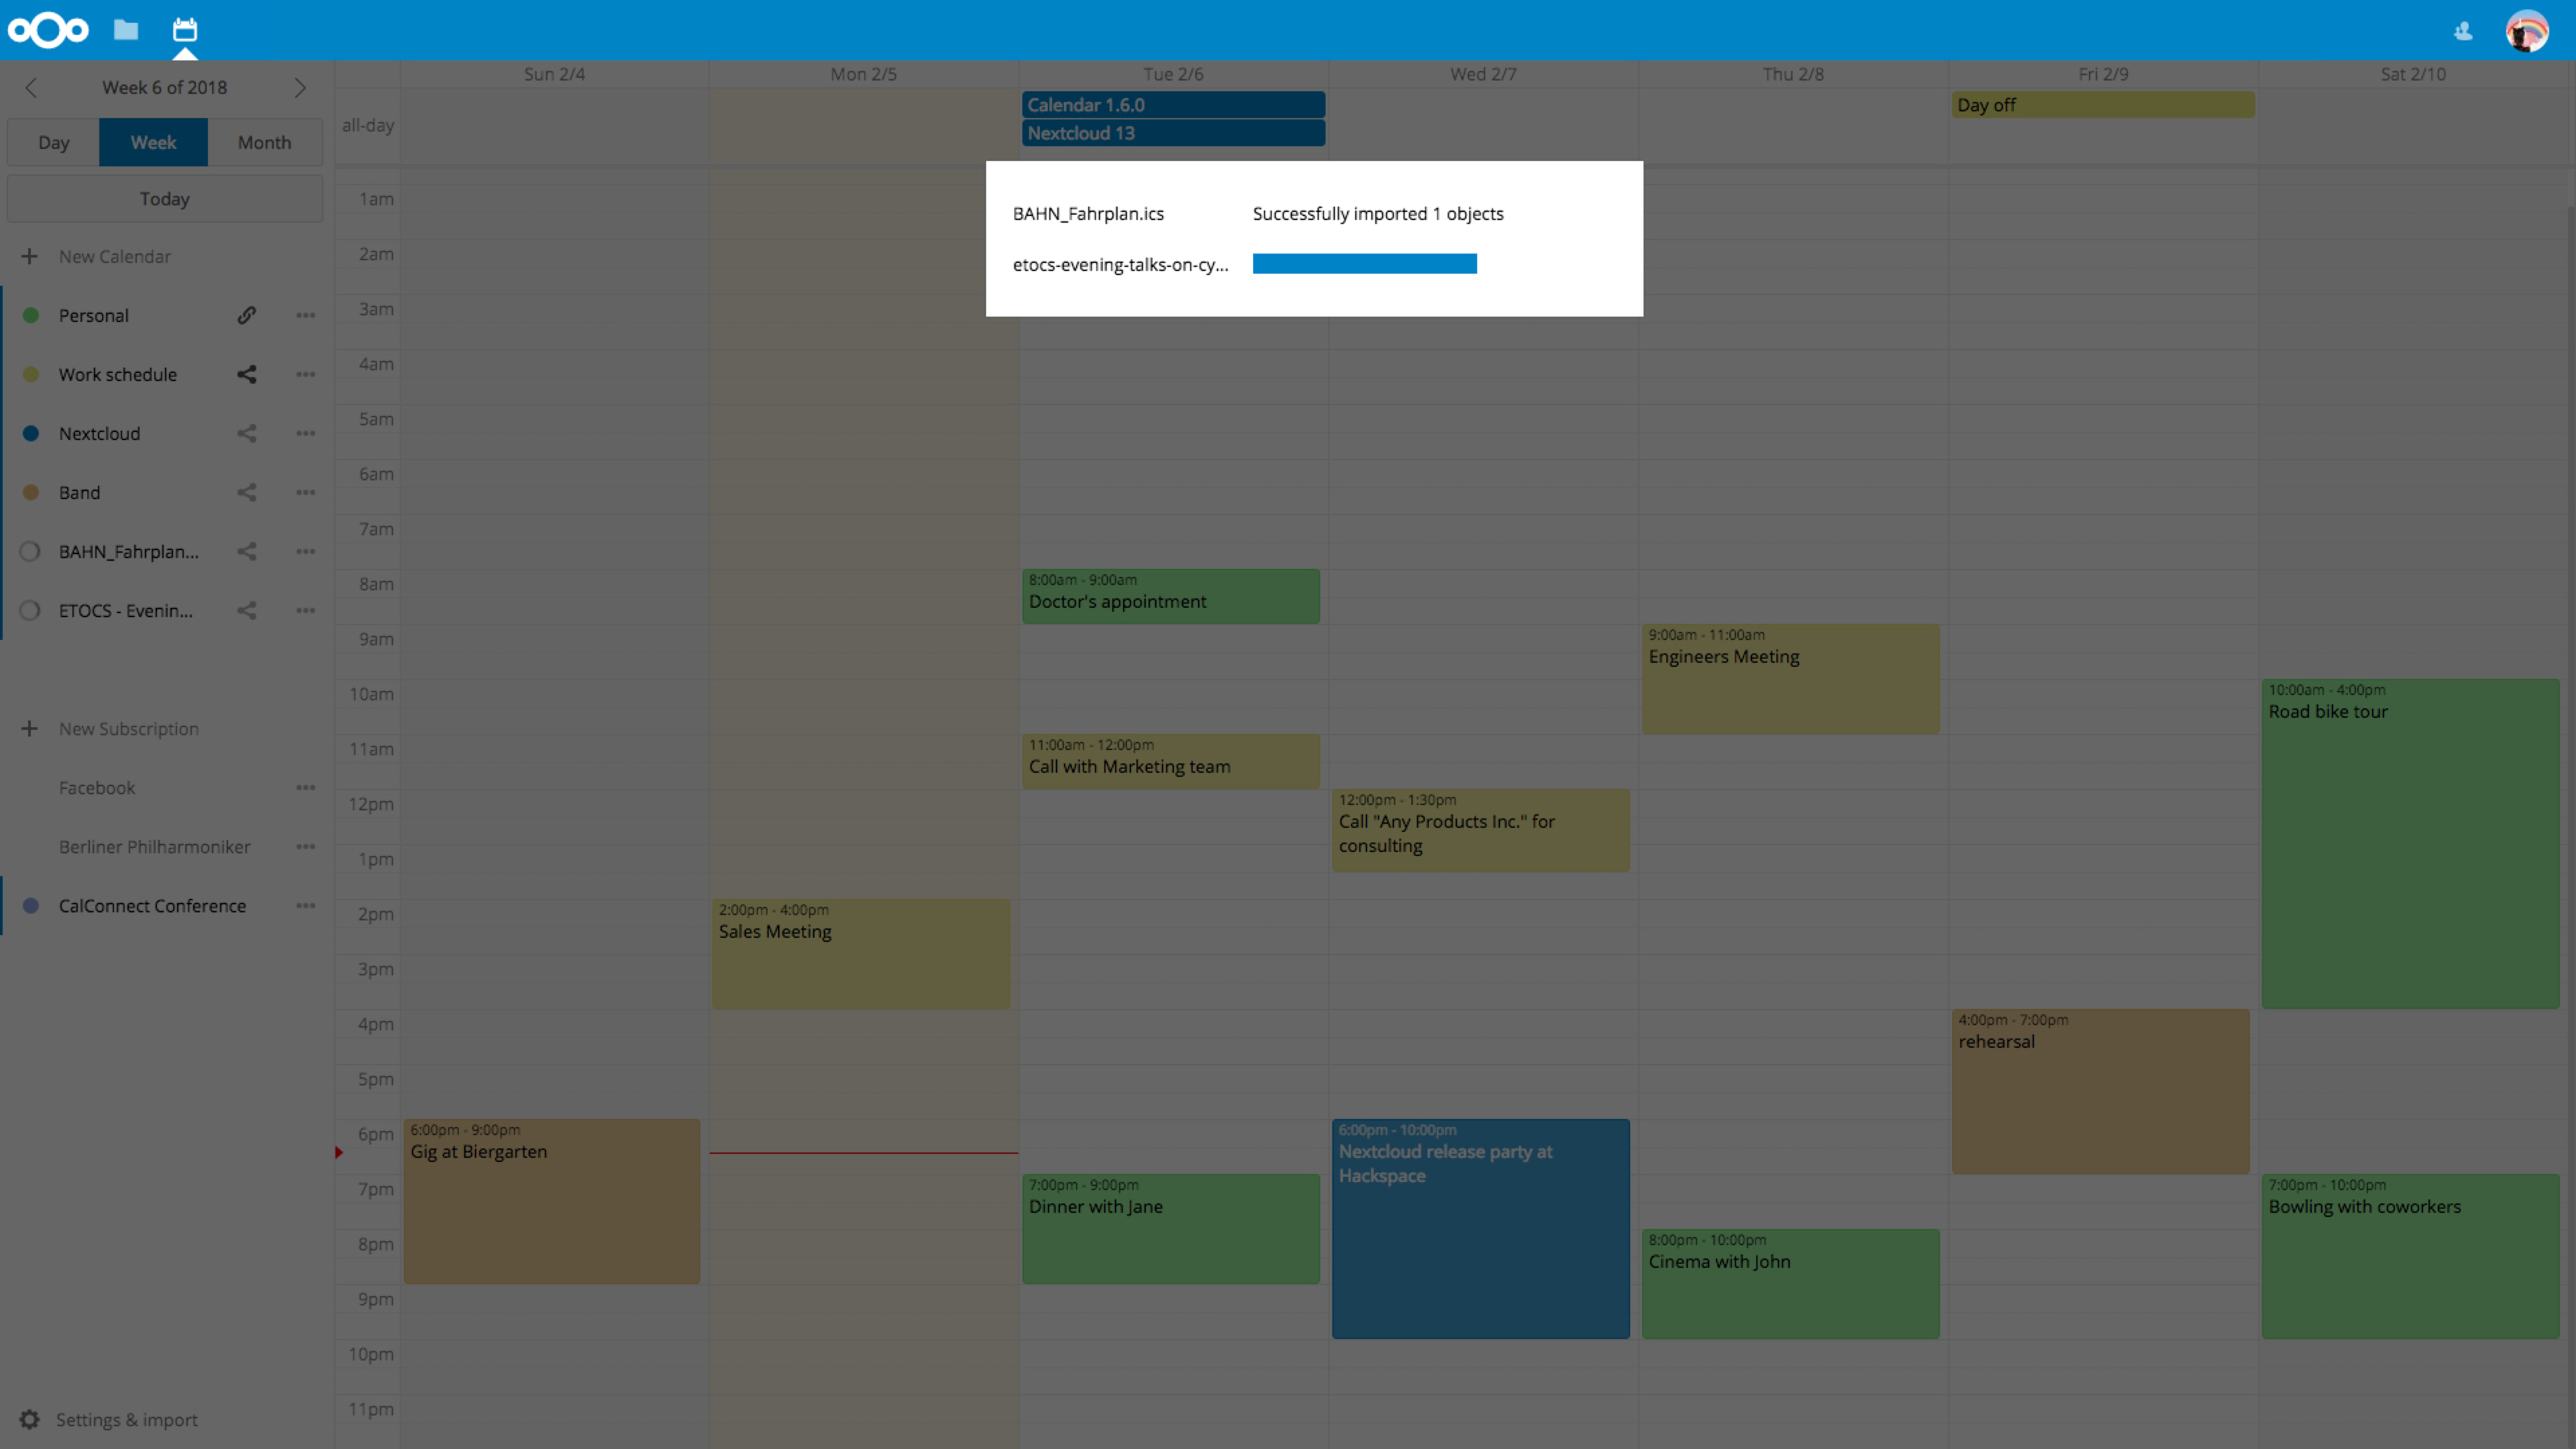 Week 6 of 2018
Day
Week
Month
Today
New Calendar
Personal
Work schedule
Nextcloud
Band
BAHN_Fahrplan...
ETOCS - Evenin...
New Subscription
Facebook
Berliner Philharmoniker
CalConnect Conference
Settings & import
Sun 2/4
Mon 2/5
Tue 2/6
Wed 2/7
Thu 2/8
Fri 2/9
Sat 2/10
all-day
Calendar 1.6.0
Nextcloud 13
Day off
BAHN_Fahrplan.ics
Successfully imported 1 objects
etocs-evening-talks-on-cy...
1am
2am
3am
4am
5am
6am
7am
8am
9am
10am
11am
12pm
1pm
2pm
3pm
4pm
5pm
6pm
7pm
8pm
9pm
10pm
11pm
6:00pm - 9:00pm
Gig at Biergarten
2:00pm - 4:00pm
Sales Meeting
8:00am - 9:00am
Doctor's appointment
11:00am - 12:00pm
Call with Marketing team
7:00pm - 9:00pm
Dinner with Jane
12:00pm - 1:30pm
Call "Any Products Inc." for
consulting
6:00pm - 10:00pm
Nextcloud release party at
Hackspace
9:00am - 11:00am
Engineers Meeting
8:00pm - 10:00pm
Cinema with John
4:00pm - 7:00pm
rehearsal
10:00am - 4:00pm
Road bike tour
7:00pm - 10:00pm
Bowling with coworkers